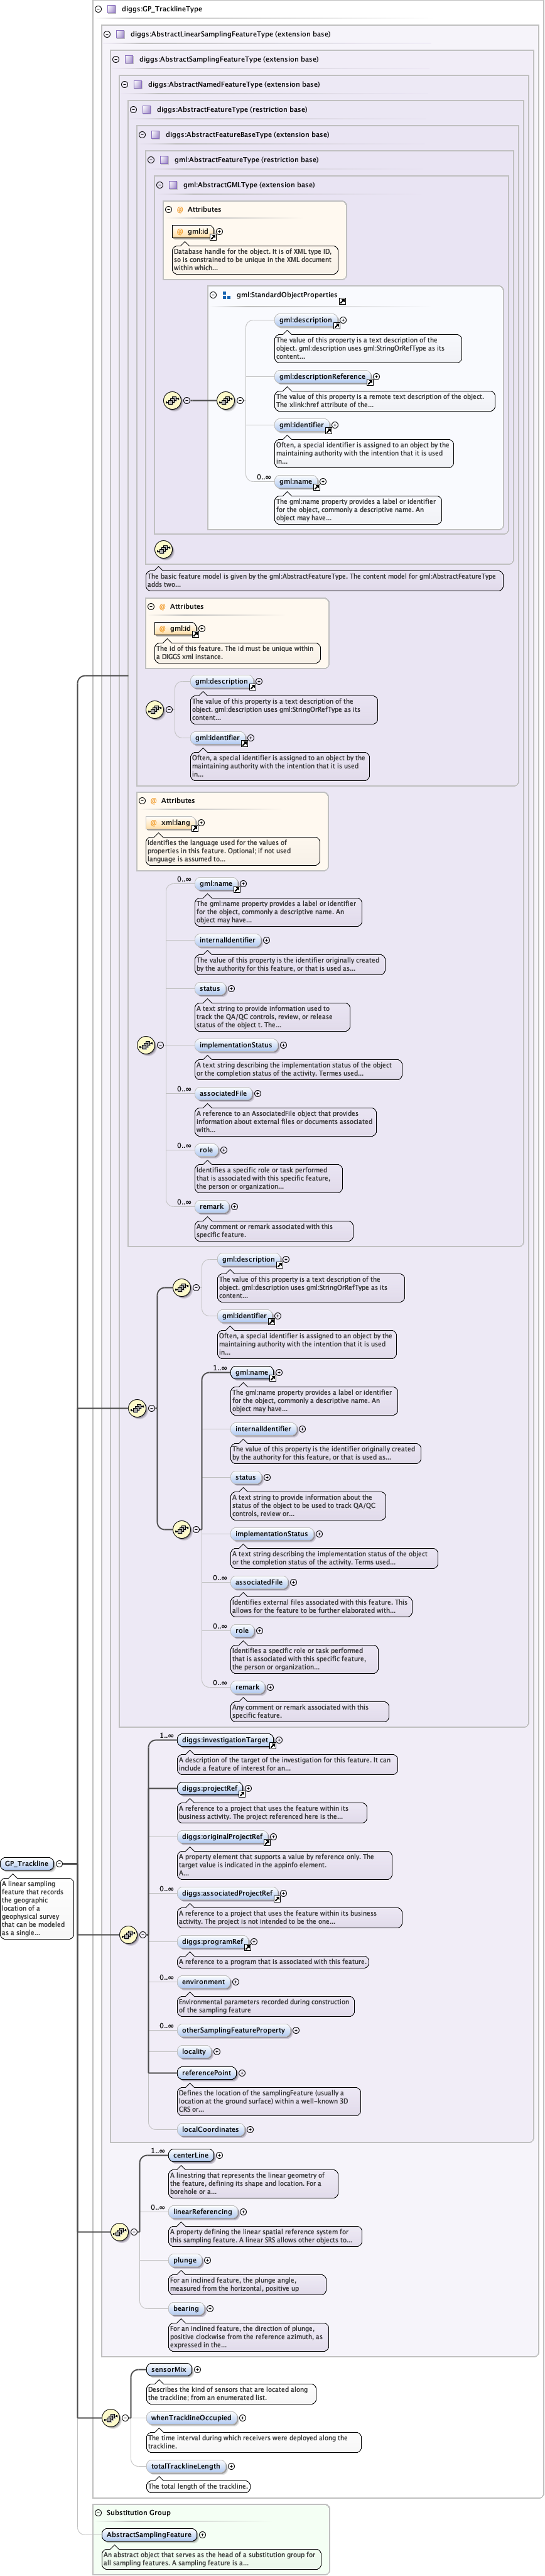 diggs:GP_TracklineType
diggs:AbstractLinearSamplingFeatureType (extension base)
diggs:AbstractSamplingFeatureType (extension base)
diggs:AbstractNamedFeatureType (extension base)
diggs:AbstractFeatureType (restriction base)
diggs:AbstractFeatureBaseType (extension base)
gml:AbstractFeatureType (restriction base)
gml:AbstractGMLType (extension base)
Attributes
gml:id
Database handle for the object. It is of XML type ID,
so is constrained to be unique in the XML document
within which...
gml:StandardObjectProperties
gml:description
The value of this property is a text description of the
object. gml:description uses gml:StringOrRefType as its
content...
gml:descriptionReference
The value of this property is a remote text description of the object.
The xlink:href attribute of the...
gml:identifier
Often, a special identifier is assigned to an object by the
maintaining authority with the intention that it is used
in...
0..∞
gml:name
The gml:name property provides a label or identifier
for the object, commonly a descriptive name. An
object may have...
The basic feature model is given by the gml:AbstractFeatureType. The content model for gml:AbstractFeatureType
adds two...
Attributes
gml:id
The id of this feature. The id must be unique within
a DIGGS xml instance.
gml:description
The value of this property is a text description of the
object. gml:description uses gml:StringOrRefType as its
content...
gml:identifier
Often, a special identifier is assigned to an object by the
maintaining authority with the intention that it is used
in...
Attributes
xml:lang
Identifies the language used for the values of
properties in this feature. Optional; if not used
language is assumed to...
0..∞
gml:name
The gml:name property provides a label or identifier
for the object, commonly a descriptive name. An
object may have...
internalIdentifier
The value of this property is the identifier originally created
by the authority for this feature, or that is used as...
status
A text string to provide information used to
track the QA/QC controls, review, or release
status of the object t. The...
implementationStatus
A text string describing the implementation status of the object
or the completion status of the activity. Termes used...
0..∞
associatedFile
A reference to an AssociatedFile object that provides
information about external files or documents associated
with...
0..∞
role
Identifies a specific role or task performed
that is associated with this specific feature,
the person or organization...
0..∞
remark
Any comment or remark associated with this
specific feature.
gml:description
The value of this property is a text description of the
object. gml:description uses gml:StringOrRefType as its
content...
gml:identifier
Often, a special identifier is assigned to an object by the
maintaining authority with the intention that it is used
in...
1..∞
gml:name
The gml:name property provides a label or identifier
for the object, commonly a descriptive name. An
object may have...
internalIdentifier
The value of this property is the identifier originally created
by the authority for this feature, or that is used as...
status
A text string to provide information about the
status of the object to be used to track QA/QC
controls, review or...
implementationStatus
A text string describing the implementation status of the object
or the completion status of the activity. Terms used...
0..∞
associatedFile
Identifies external files associated with this feature. This
allows for the feature to be further elaborated with...
0..∞
role
Identifies a specific role or task performed
that is associated with this specific feature,
the person or organization...
0..∞
remark
Any comment or remark associated with this
specific feature.
1..∞
diggs:investigationTarget
A description of the target of the investigation for this feature. It can
include a feature of interest for an...
diggs:projectRef
A reference to a project that uses the feature within its
business activity. The project referenced here is the...
diggs:originalProjectRef
A property element that supports a value by reference only. The
target value is indicated in the appinfo element.
A...
0..∞
diggs:associatedProjectRef
A reference to a project that uses the feature within its business
activity. The project is not intended to be the one...
diggs:programRef
A reference to a program that is associated with this feature.
0..∞
environment
Environmental parameters recorded during construction
of the sampling feature
0..∞
otherSamplingFeatureProperty
locality
referencePoint
Defines the location of the samplingFeature (usually a
location at the ground surface) within a well-known 3D
CRS or...
localCoordinates
GP_Trackline
A linear sampling
feature that records
the geographic
location of a
geophysical survey
that can be modeled
as a single...
1..∞
centerLine
A linestring that represents the linear geometry of
the feature, defining its shape and location. For a
borehole or a...
0..∞
linearReferencing
A property defining the linear spatial reference system for
this sampling feature. A linear SRS allows other objects to...
plunge
For an inclined feature, the plunge angle,
measured from the horizontal, positive up
bearing
For an inclined feature, the direction of plunge,
positive clockwise from the reference azimuth, as
expressed in the...
sensorMix
Describes the kind of sensors that are located along
the trackline; from an enumerated list.
whenTracklineOccupied
The time interval during which receivers were deployed along the
trackline.
totalTracklineLength
The total length of the trackline.
Substitution Group
AbstractSamplingFeature
An abstract object that serves as the head of a substitution group for
all sampling features. A sampling feature is a...